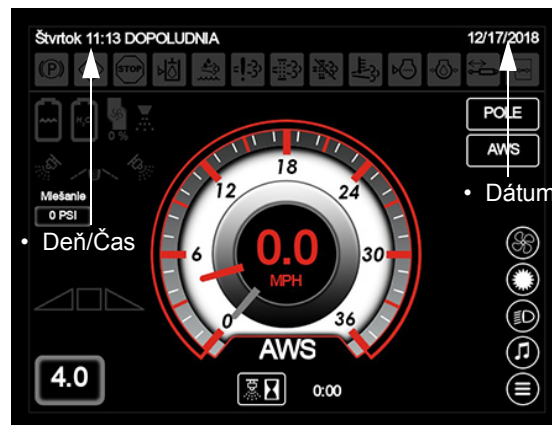 Štvrtok 11:13 DOPOLUDNIA
12/17/2018
(P)
STOP
H₂O
0 %
POLE
AWS
Miešanie
0 PSI
• Dátum
• Deň/Čas
0
6
12
18
24
30
36
0.0
MPH
AWS
4.0
0:00